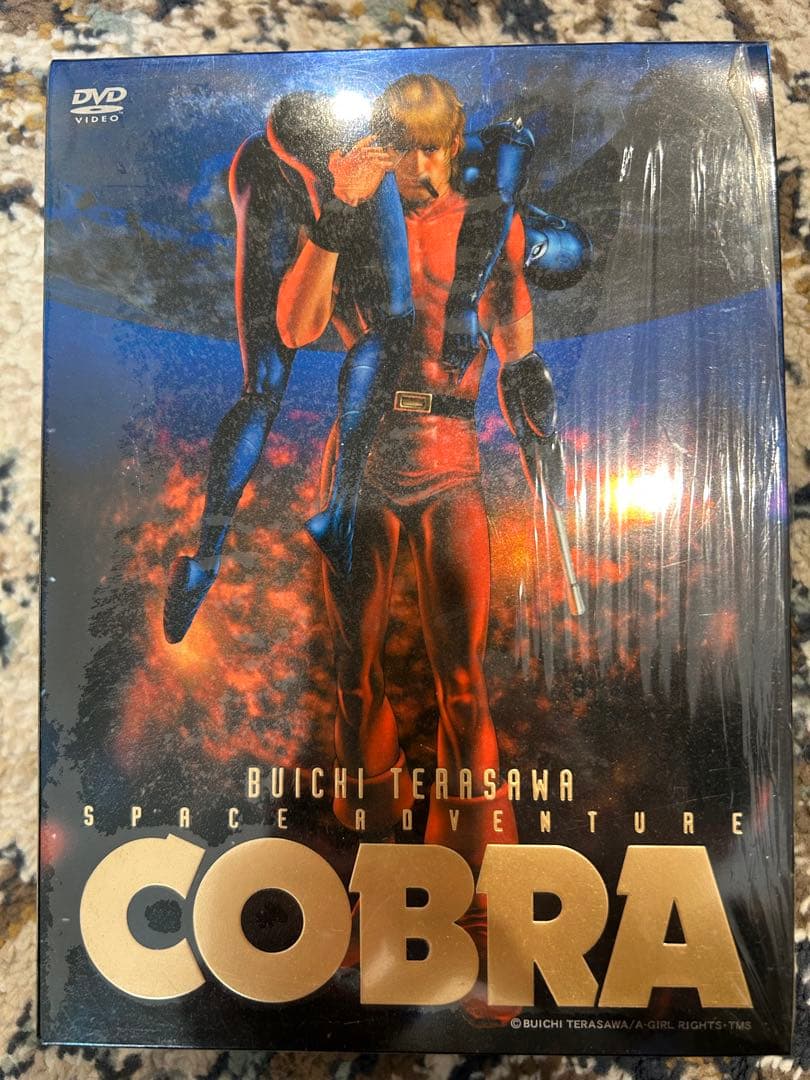 DVD
VIDEO
BUICHI TERASAWA
SPACE ADVENTURE
COBRA
©BUICHI TERASAWA/A-GIRL RIGHTS・TMS